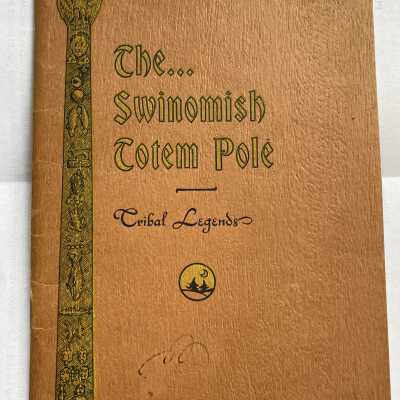 The...
Swinomish
Totem Pole
Tribal Legends